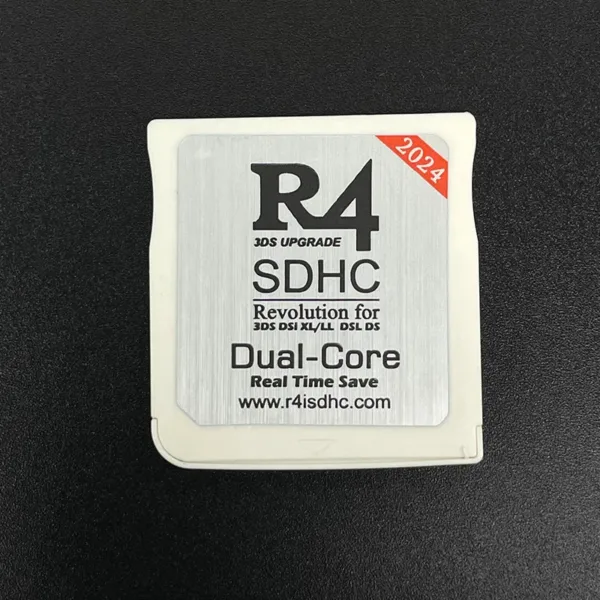 2024
R4
3DS UPGRADE
SDHC
Revolution for
3DS DSi XL/LL DSL DS
Dual-Core
Real Time Save
www.r4isdhc.com